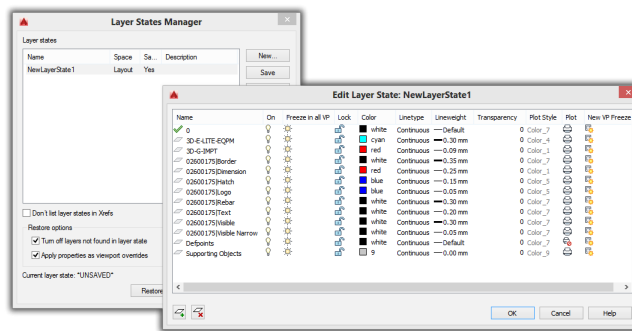 Layer States Manager
Layer states
Name Space Sa... Description
NewLayerState1 Layout Yes
New...
Save
Don't list layer states in Xrefs
Restore options
Turn off layers not found in layer state
Apply properties as viewport overrides
Current layer state: *UNSAVED*
Restore
Edit Layer State: NewLayerState1
Name On Freeze in all VP Lock Color Linetype Lineweight Transparency Plot Style Plot New VP Freeze
0 white Continuous Default 0 Color_7
3D-E-LITE-EQPM cyan Continuous 0.30 mm 0 Color_4
3D-G-IMPT red Continuous 0.09 mm 0 Color_1
02600175|Border white Continuous 0.35 mm 0 Color_7
02600175|Dimension red Continuous 0.25 mm 0 Color_1
02600175|Hatch blue Continuous 0.15 mm 0 Color_5
02600175|Logo blue Continuous 0.05 mm 0 Color_5
02600175|Rebar white Continuous 0.30 mm 0 Color_7
02600175|Text white Continuous 0.20 mm 0 Color_7
02600175|Visible white Continuous 0.30 mm 0 Color_7
02600175|Visible Narrow white Continuous 0.05 mm 0 Color_7
Defpoints white Continuous Default 0 Color_7
Supporting Objects 9 Continuous 0.00 mm 0 Color_9
OK Cancel Help